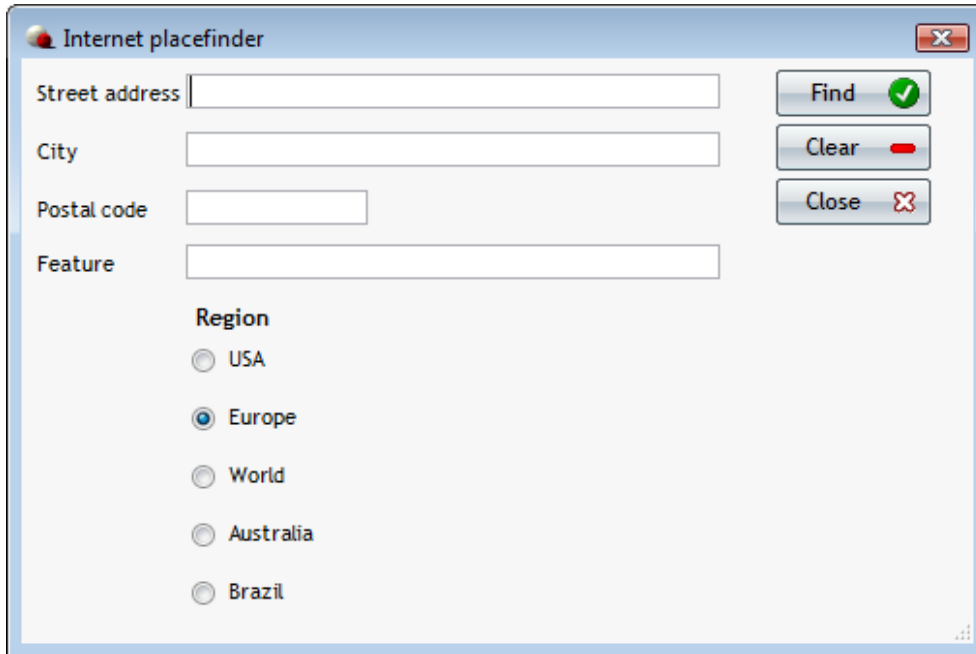 Internet placefinder
Street address
Find
City
Clear
Postal code
Close
Feature
Region
USA
Europe
World
Australia
Brazil